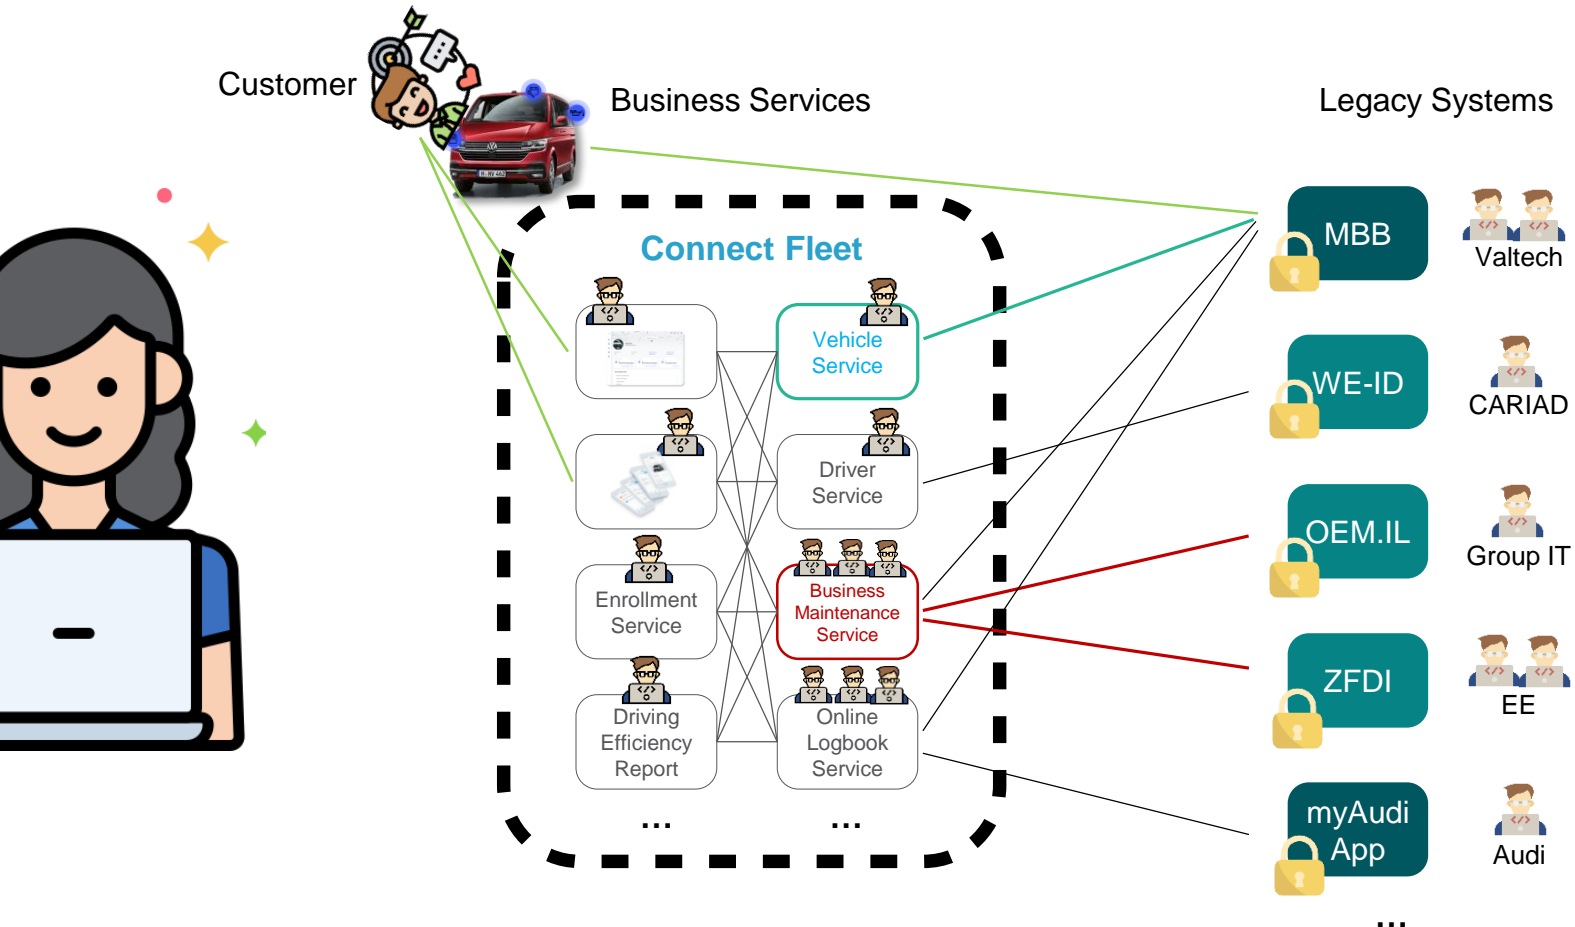 Customer
Business Services
Legacy Systems
Connect Fleet
Vehicle
Service
Driver
Service
Enrollment
Service
Business
Maintenance
Service
Driving
Efficiency
Report
Online
Logbook
Service
...
...
MBB
Valtech
WE-ID
CARIAD
OEM.IL
Group IT
ZFDI
EE
myAudi
App
Audi
...